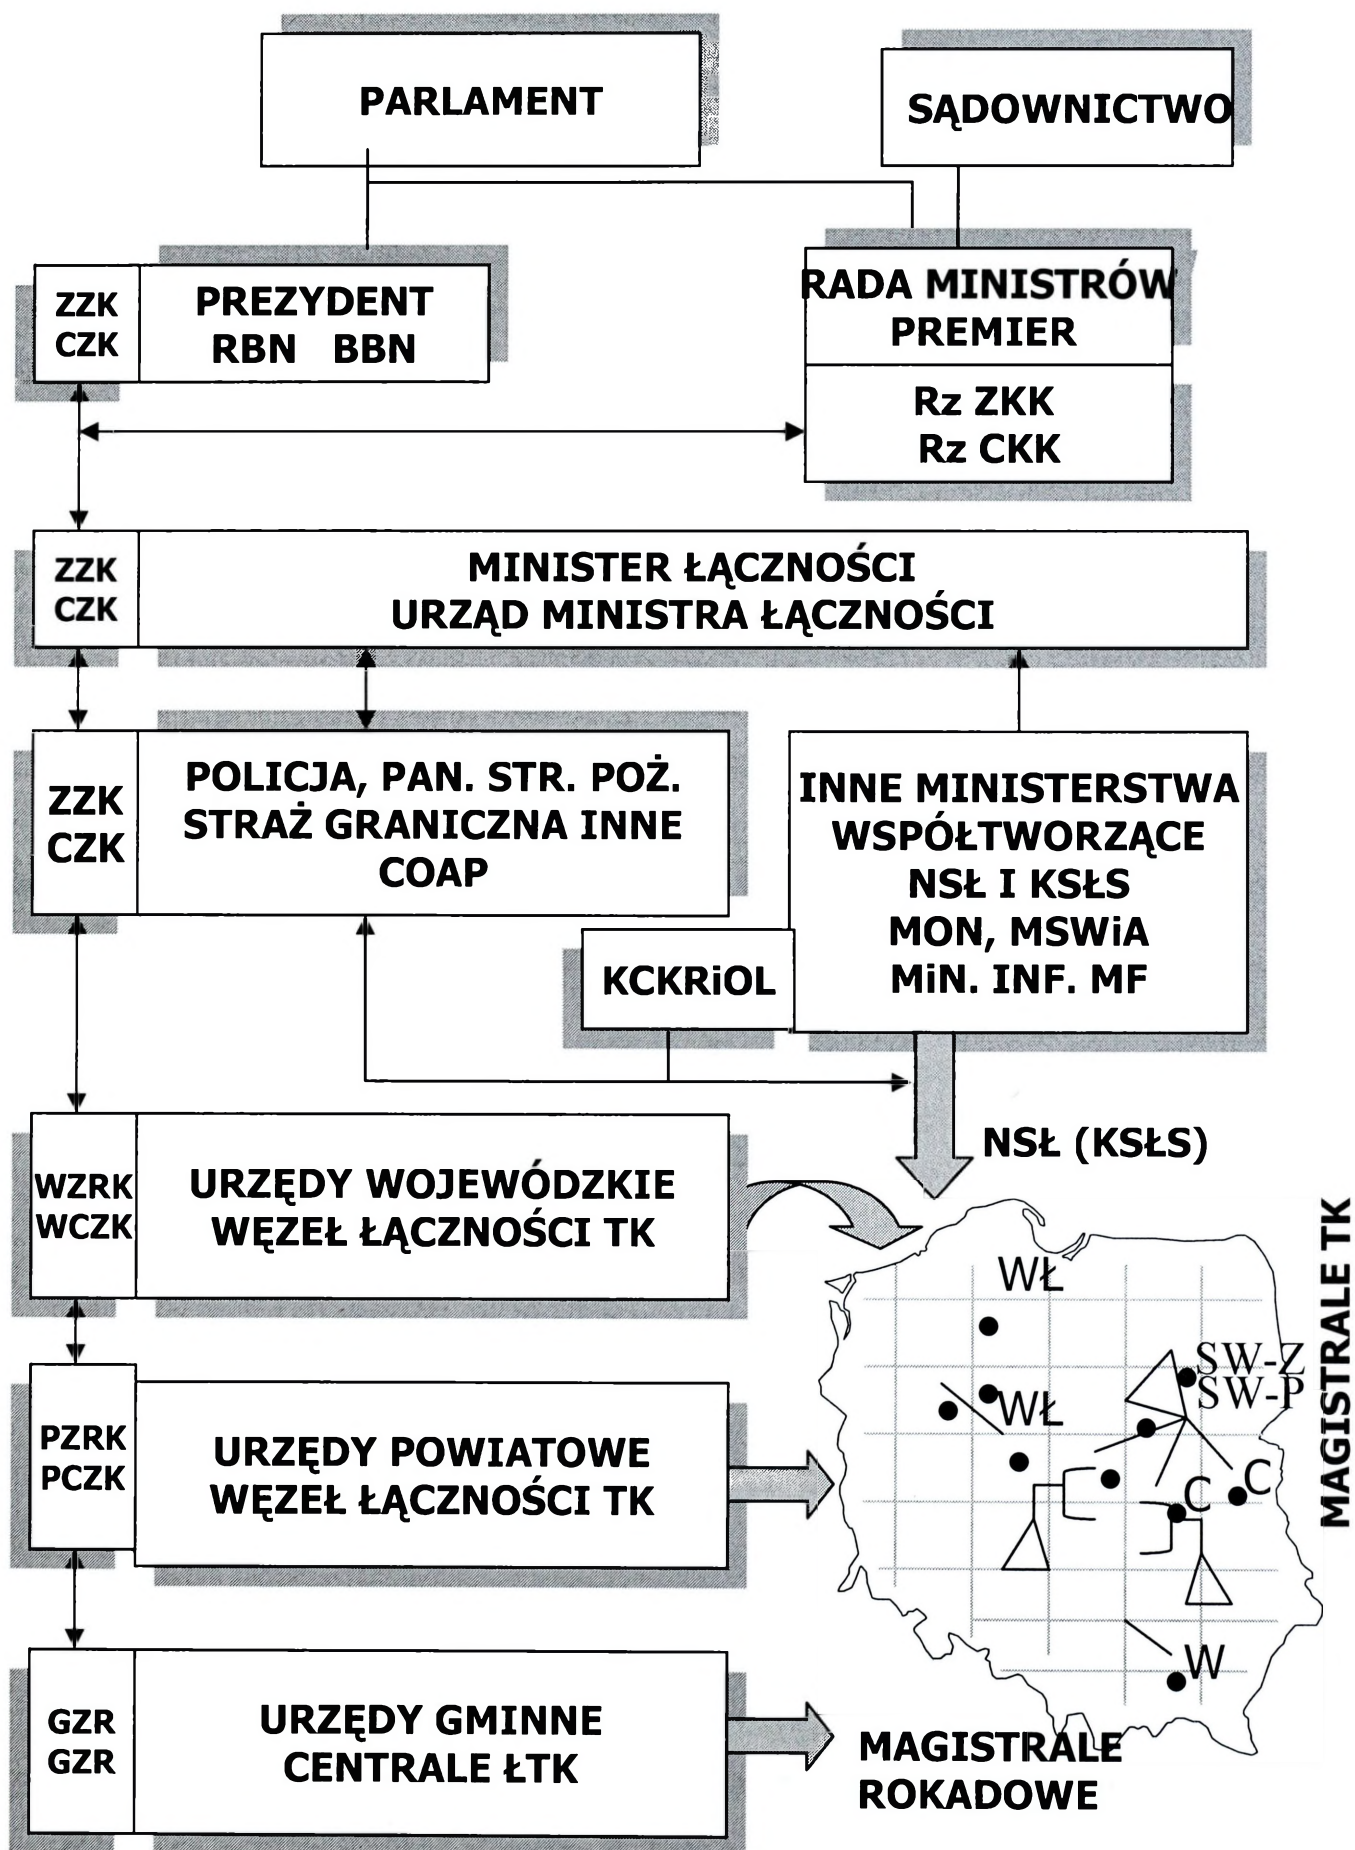 PARLAMENT
SĄDOWNICTWO
ZZK
CZK
PREZYDENT
RBN BBN
RADA MINISTRÓW
PREMIER
Rz ZKK
Rz CKK
ZZK
CZK
MINISTER ŁĄCZNOŚCI
URZĄD MINISTRA ŁĄCZNOŚCI
ZZK
CZK
POLICJA, PAN. STR. POŻ.
STRAŻ GRANICZNA INNE
COAP
INNE MINISTERSTWA
WSPÓŁTWORZĄCE
NSŁ I KSŁS
MON, MSWiA
MiN. INF. MF
KCKRiOL
NSŁ (KSŁS)
WZRK
WCZK
URZĘDY WOJEWÓDZKIE
WĘZEŁ ŁĄCZNOŚCI TK
MAGISTRALE TK
WŁ
SW-Z
SW-P
WŁ
C
C
W
PZRK
PCZK
URZĘDY POWIATOWE
WĘZEŁ ŁĄCZNOŚCI TK
GZR
GZR
URZĘDY GMINNE
CENTRALE ŁTK
MAGISTRALE
ROKADOWE